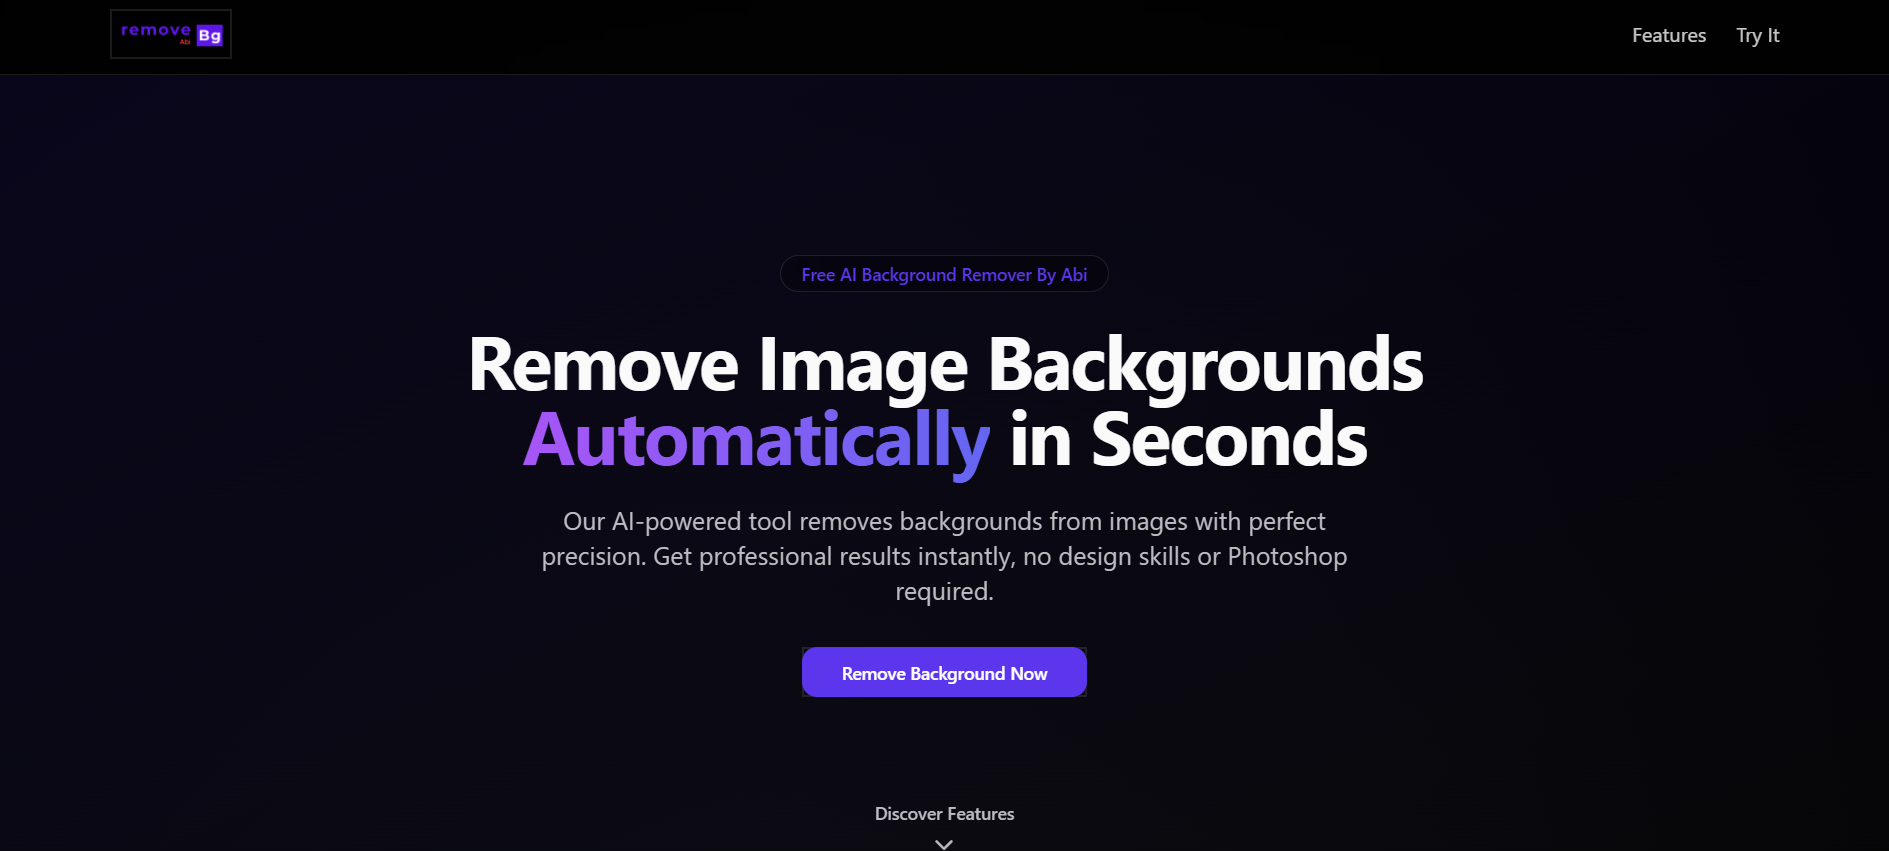 remove Bg
Abi
Features
Try It
Free AI Background Remover By Abi
Remove Image Backgrounds
Automatically in Seconds
Our AI-powered tool removes backgrounds from images with perfect
precision. Get professional results instantly, no design skills or Photoshop
required.
Remove Background Now
Discover Features